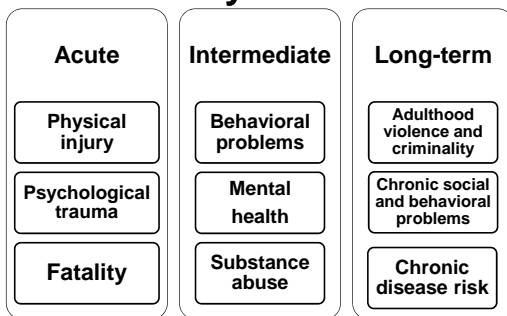 Acute
Physical
injury
Psychological
trauma
Fatality
Intermediate
Behavioral
problems
Mental
health
Substance
abuse
Long-term
Adulthood
violence and
criminality
Chronic social
and behavioral
problems
Chronic
disease risk